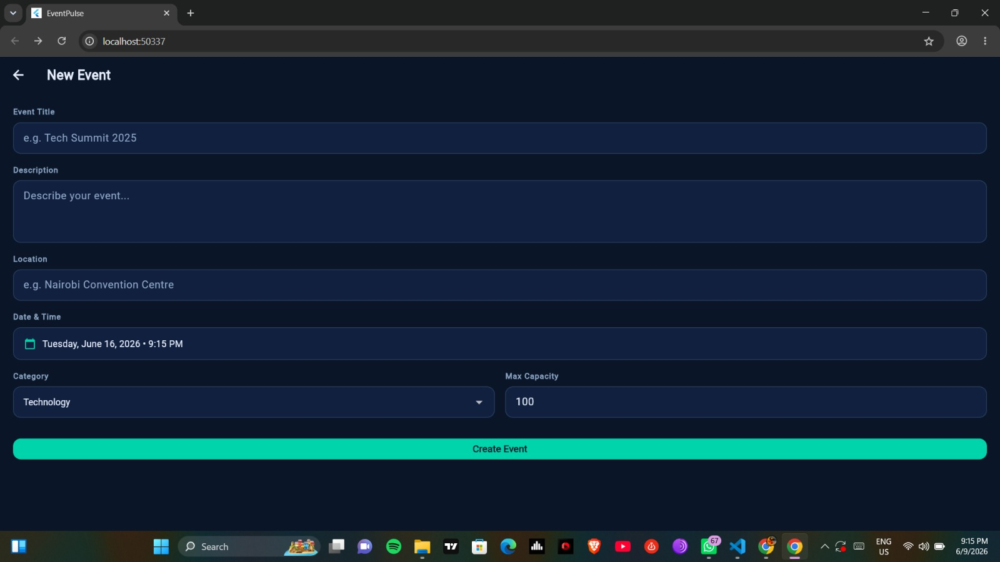 EventPulse
localhost:50337
New Event
Event Title
e.g. Tech Summit 2025
Description
Describe your event...
Location
e.g. Nairobi Convention Centre
Date & Time
Tuesday, June 16, 2026 • 9:15 PM
Category
Max Capacity
Technology
100
Create Event
Search
67
ENG
US
9:15 PM
6/9/2026